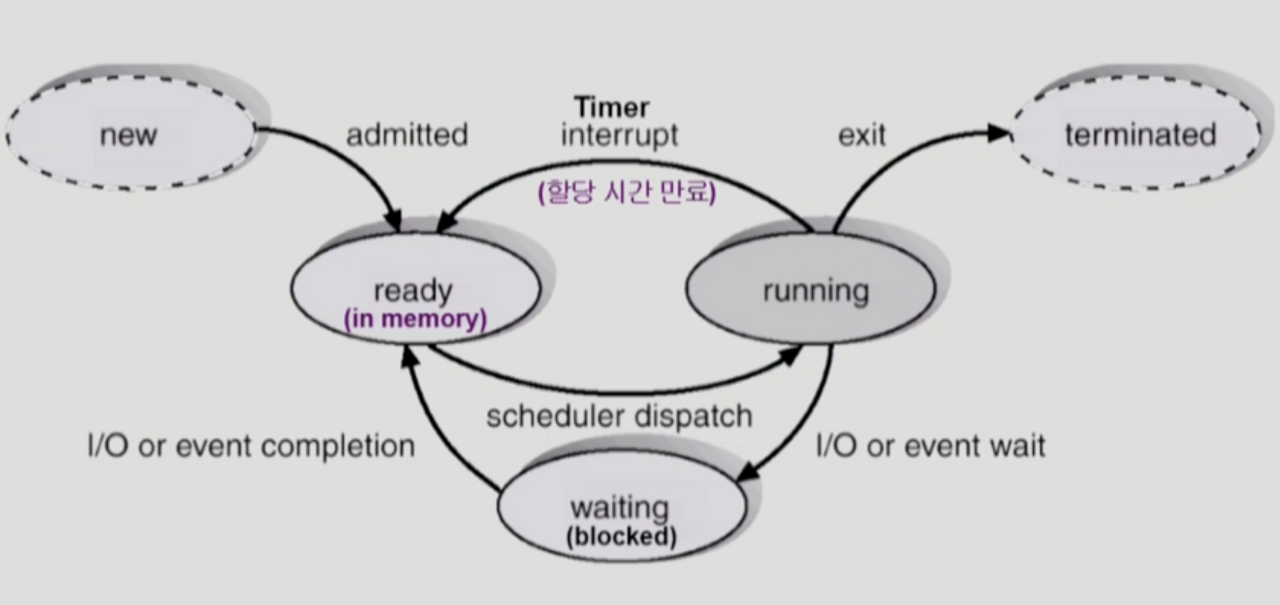 new
admitted
Timer
interrupt
(할당 시간 만료)
exit
terminated
ready
(in memory)
running
scheduler dispatch
I/O or event completion
I/O or event wait
waiting
(blocked)